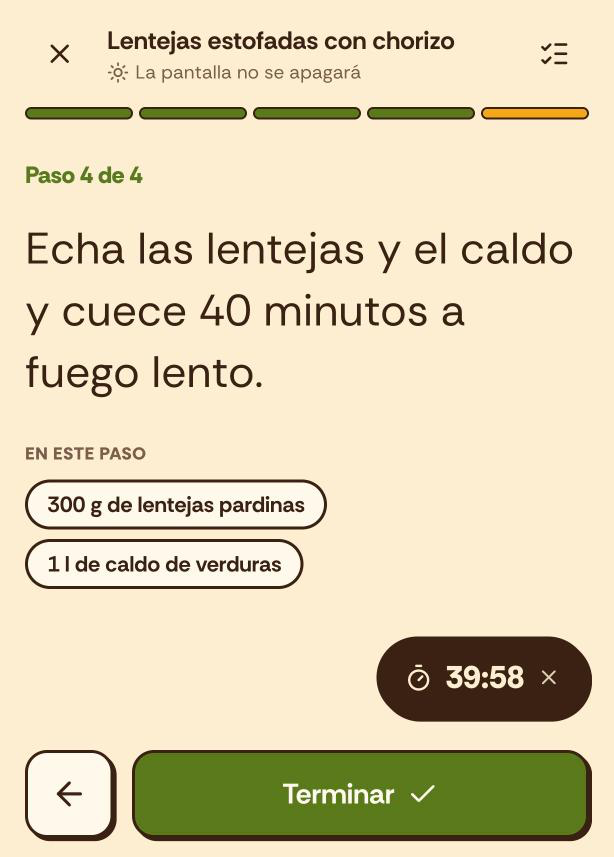 Lentejas estofadas con chorizo
La pantalla no se apagará
Paso 4 de 4
Echa las lentejas y el caldo
y cuece 40 minutos a
fuego lento.
EN ESTE PASO
300 g de lentejas pardinas
1 l de caldo de verduras
39:58
Terminar